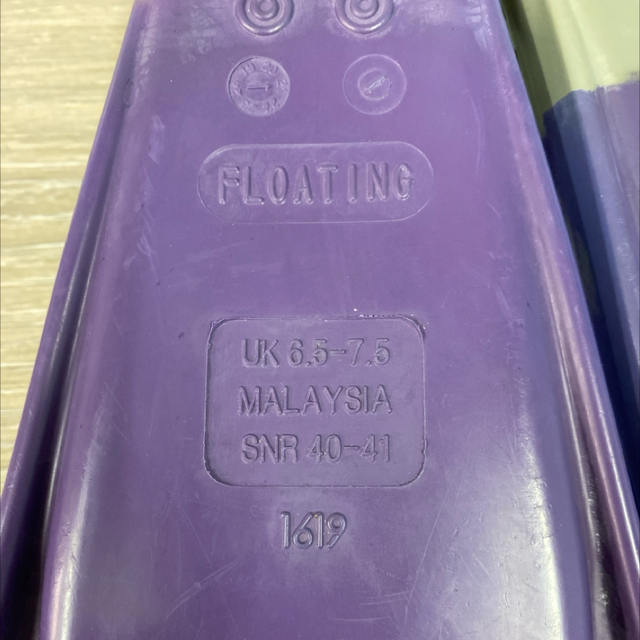 FLOATING
UK 6.5-7.5
MALAYSIA
SNR 40-41
1619